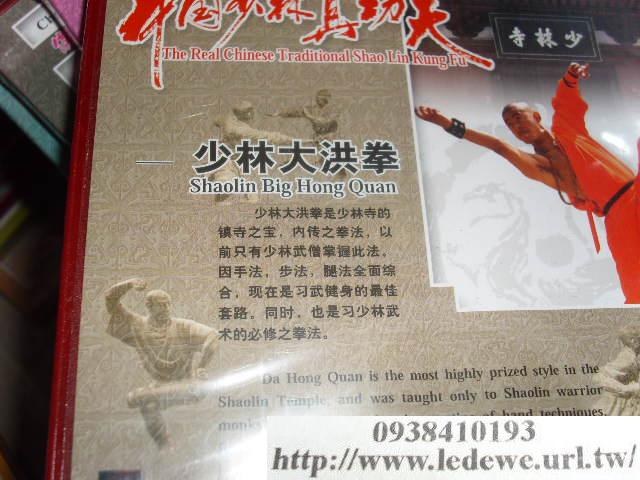 中国少林真功夫
The Real Chinese Traditional Shao Lin Kung Fu
寺林少
少林大洪拳
Shaolin Big Hong Quan
少林大洪拳是少林寺的
镇寺之宝，内传之拳法，以
前只有少林武僧掌握此法。
因手法，步法，腿法全面综
合，现在是习武健身的最佳
套路。同时，也是习少林武
术的必修之拳法。
Da Hong Quan is the most highly prized style in the
Shaolin Temple, and was taught only to Shaolin warrior
monks
of hand techniques,
0938410193
http://www.ledewe.url.tw/